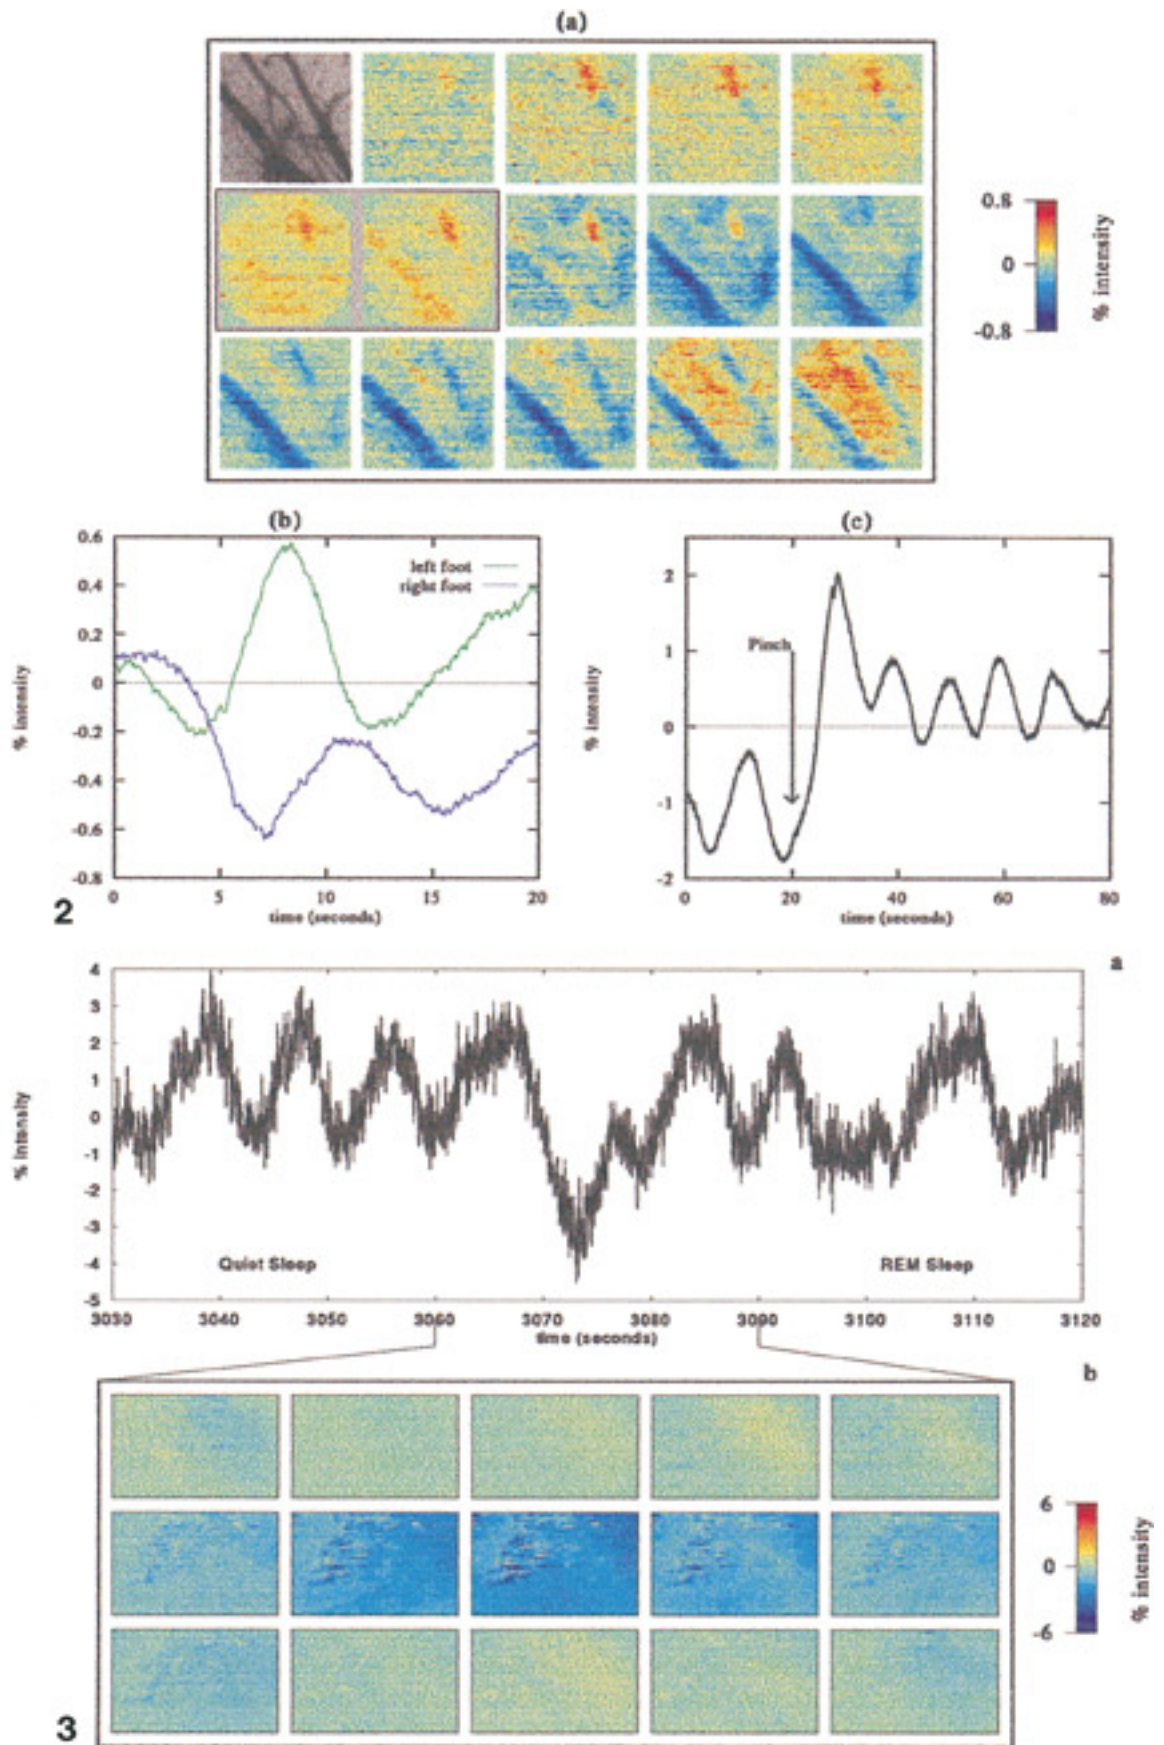 (a)
0.8
0
-0.8
% intensity
(b)
0.6
0.4
0.2
0
-0.2
-0.4
-0.6
-0.8
% intensity
left foot
right foot
0 5 10 15 20
time (seconds)
2
(c)
2
1
0
-1
-2
% intensity
Pinch
0 20 40 60 80
time (seconds)
a
4
3
2
1
0
-1
-2
-3
-4
-5
% intensity
Quiet Sleep
REM Sleep
3030 3040 3050 3060 3070 3080 3090 3100 3110 3120
time (seconds)
b
6
0
-6
% intensity
3